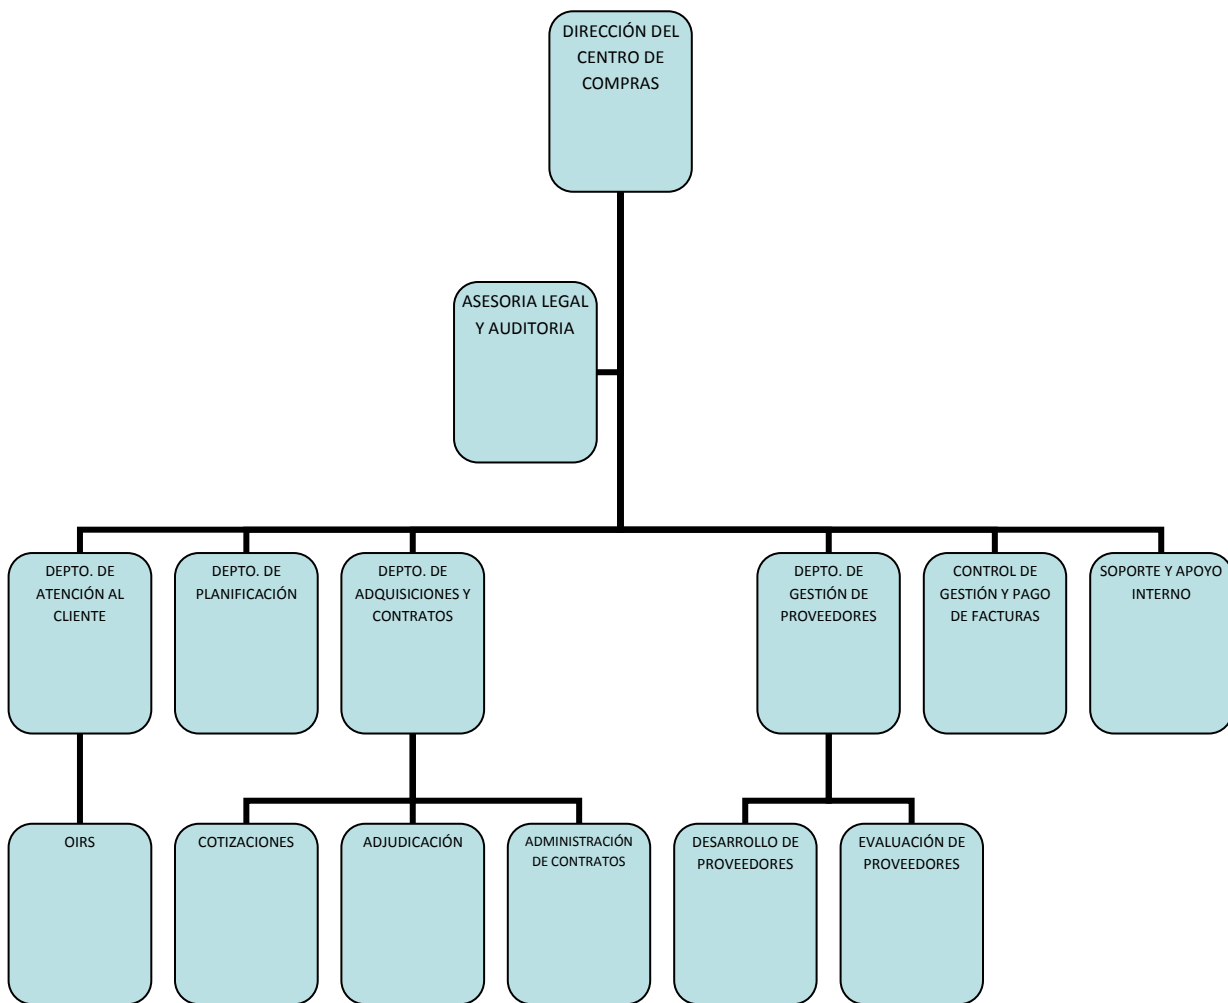 DIRECCIÓN DEL
CENTRO DE
COMPRAS
ASESORIA LEGAL
Y AUDITORIA
DEPTO. DE
ATENCIÓN AL
CLIENTE
DEPTO. DE
PLANIFICACIÓN
DEPTO. DE
ADQUISICIONES Y
CONTRATOS
DEPTO. DE
GESTIÓN DE
PROVEEDORES
CONTROL DE
GESTIÓN Y PAGO
DE FACTURAS
SOPORTE Y APOYO
INTERNO
OIRS
COTIZACIONES
ADJUDICACIÓN
ADMINISTRACIÓN
DE CONTRATOS
DESARROLLO DE
PROVEEDORES
EVALUACIÓN DE
PROVEEDORES